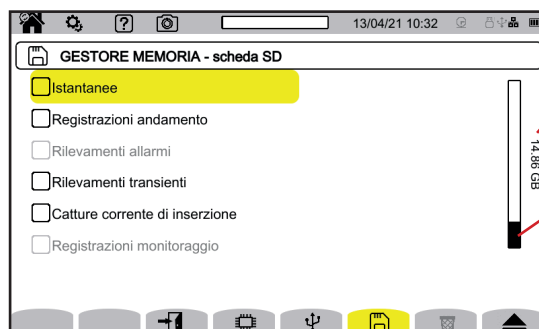 13/04/21 10:32
GESTORE MEMORIA - scheda SD
Istantanee
Registrazioni andamento
Rilevamenti allarmi
Rilevamenti transienti
Catture corrente di inserzione
Registrazioni monitoraggio
14.86 GB